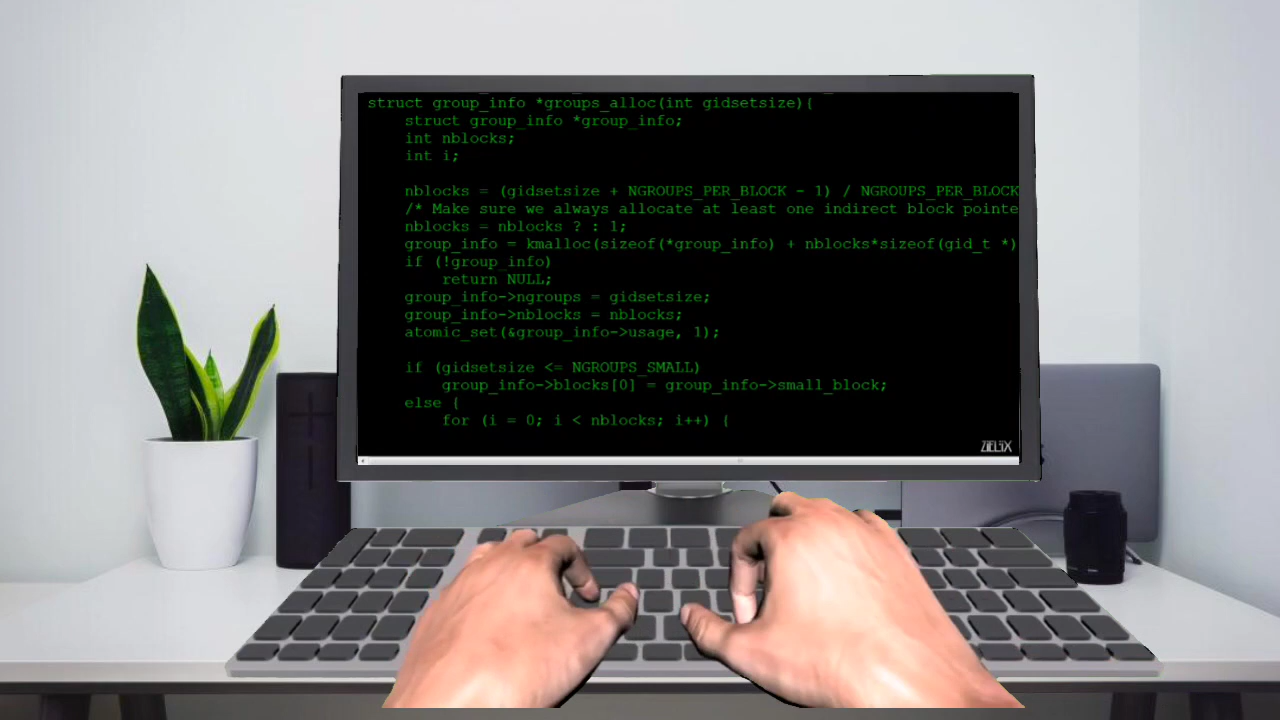 struct group_info *groups_alloc(int gidsetsize){
    struct group_info *group_info;
    int nblocks;
    int i;

    nblocks = (gidsetsize + NGROUPS_PER_BLOCK - 1) / NGROUPS_PER_BLOCK
    /* Make sure we always allocate at least one indirect block pointe
    nblocks = nblocks ? : 1;
    group_info = kmalloc(sizeof(*group_info) + nblocks*sizeof(gid_t *)
    if (!group_info)
        return NULL;
    group_info->ngroups = gidsetsize;
    group_info->nblocks = nblocks;
    atomic_set(&group_info->usage, 1);

    if (gidsetsize <= NGROUPS_SMALL)
        group_info->blocks[0] = group_info->small_block;
    else {
        for (i = 0; i < nblocks; i++) {